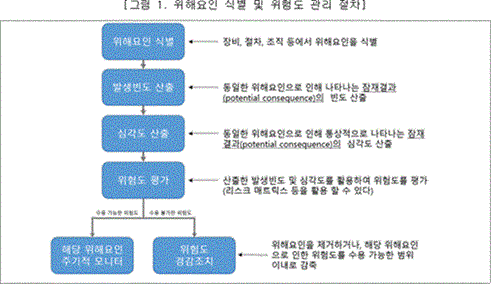 [그림 1. 위해요인 식별 및 위험도 관리 절차]
위해요인 식별
장비, 절차, 조직 등에서 위해요인을 식별
발생빈도 산출
동일한 위해요인으로 인해 나타나는 잠재결과
(potential consequence)의 빈도 산출
심각도 산출
동일한 위해요인으로 인해 통상적으로 나타나는 잠재
결과(potential consequence)의 심각도 산출
위험도 평가
산출한 발생빈도 및 심각도를 활용하여 위험도를 평가
(리스크 매트릭스 등을 활용 할 수 있다)
수용 가능한 위험도
수용 불가한 위험도
해당 위해요인
주기적 모니터
위험도
경감조치
위해요인을 제거하거나, 해당 위해요인
으로 인한 위험도를 수용 가능한 범위
이내로 감축